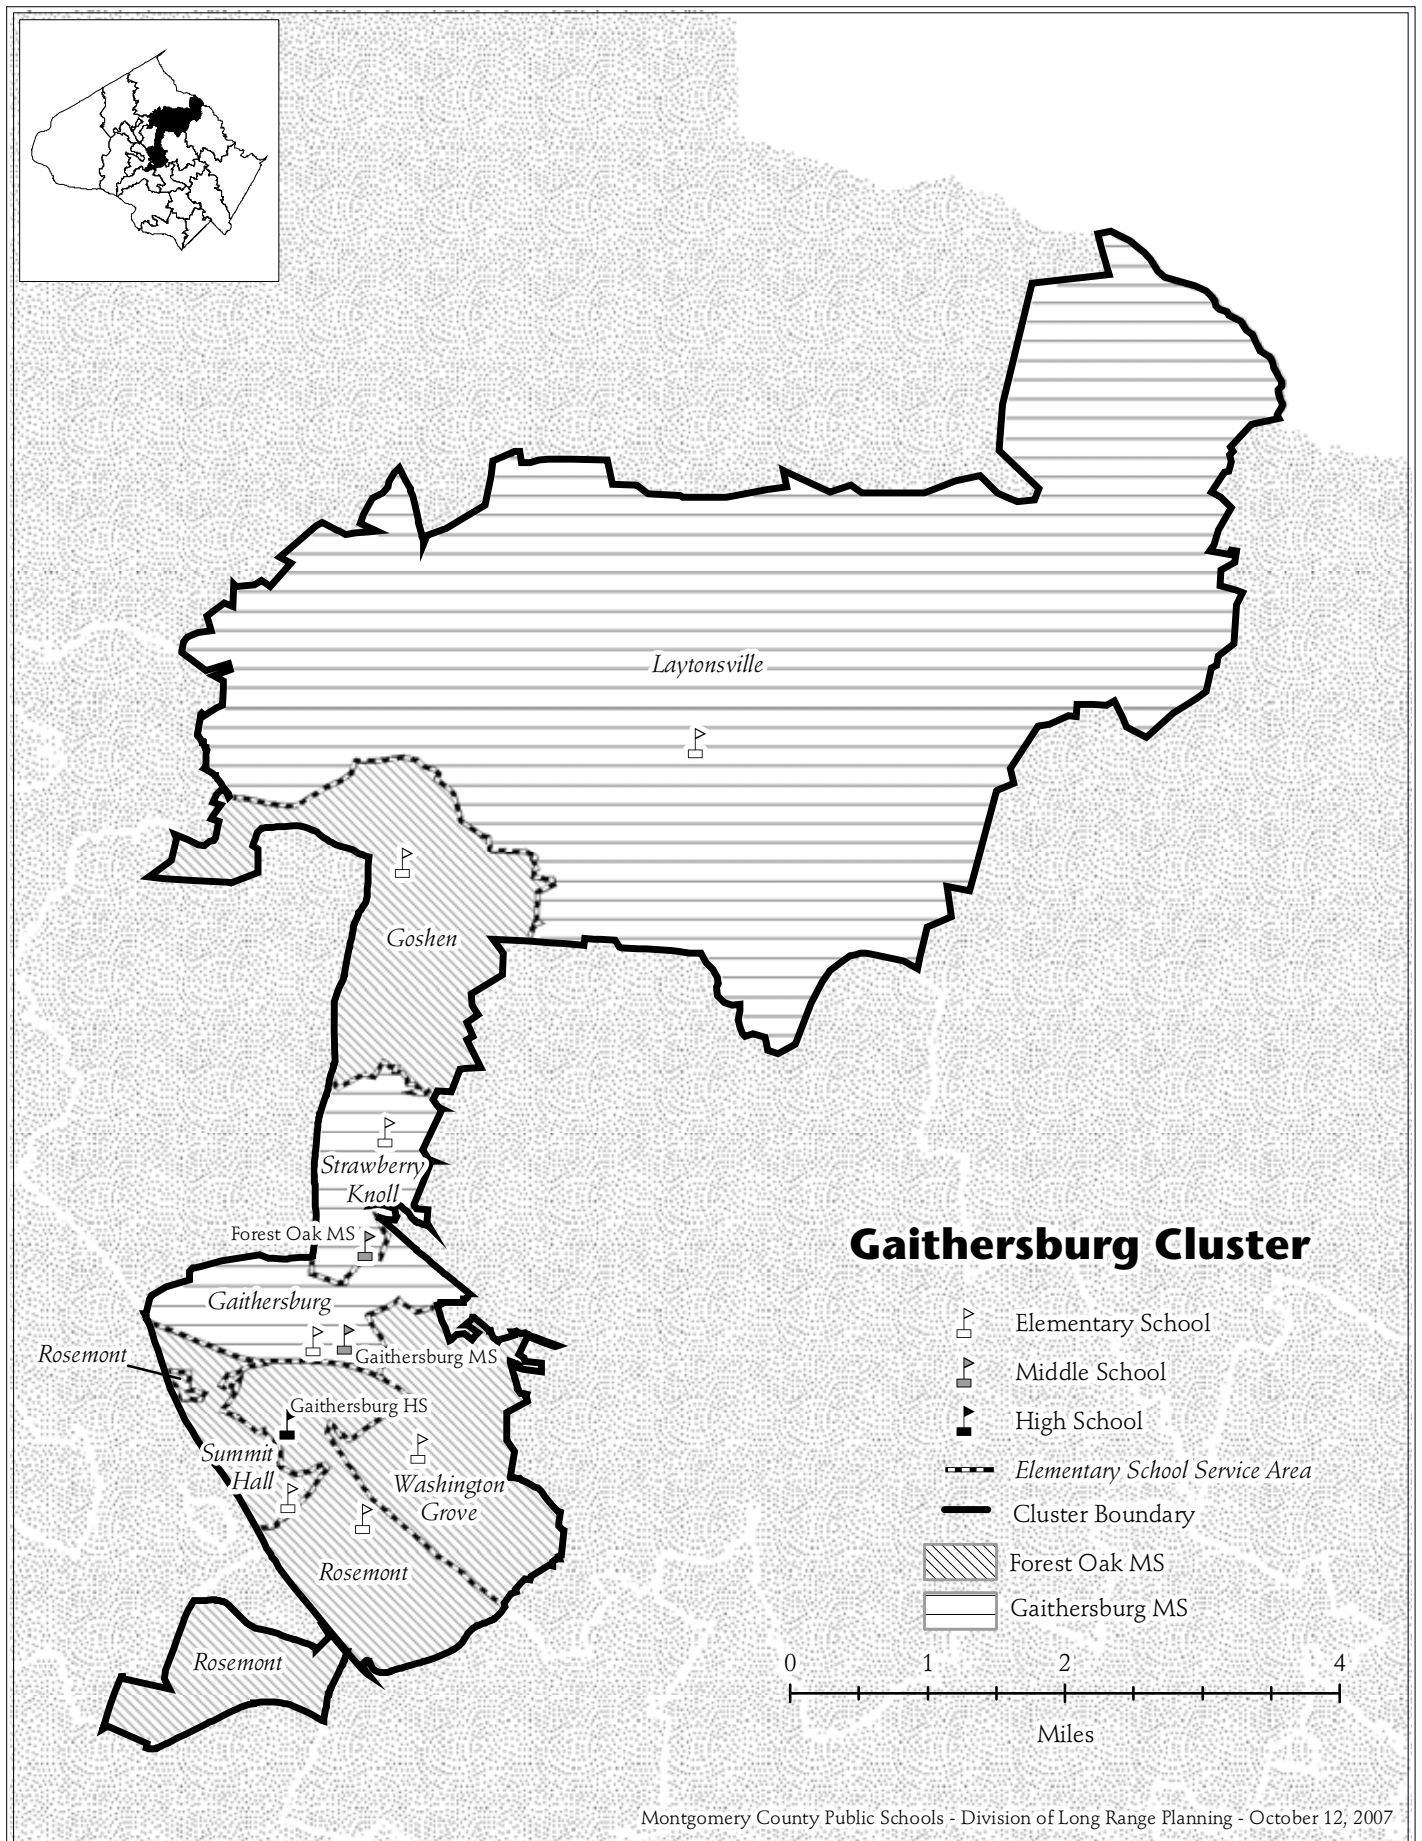 Laytonsville
Goshen
Strawberry
Knoll
Forest Oak MS
Gaithersburg
Gaithersburg MS
Rosemont
Gaithersburg HS
Summit
Hall
Washington
Grove
Rosemont
Rosemont
Gaithersburg Cluster
Elementary School
Middle School
High School
Elementary School Service Area
Cluster Boundary
Forest Oak MS
Gaithersburg MS
0 1 2 4
Miles
Montgomery County Public Schools - Division of Long Range Planning - October 12, 2007